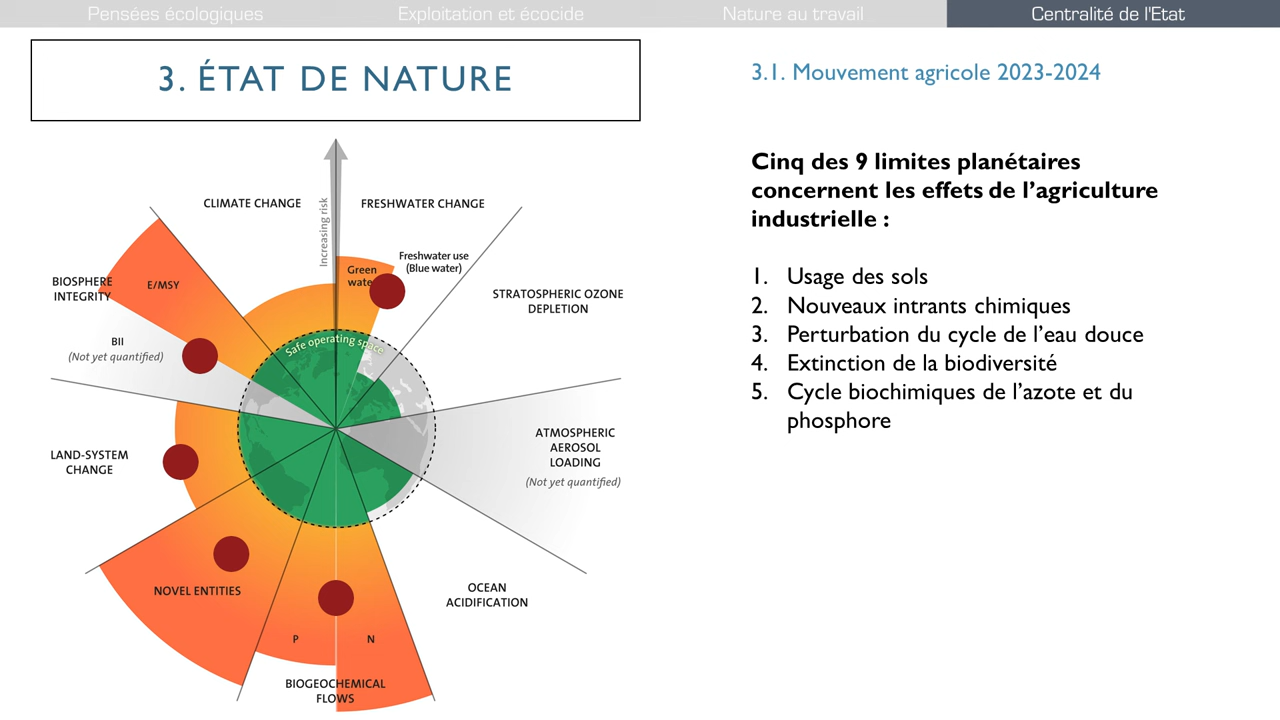 Pensées écologiques
Exploitation et écocide
Nature au travail
Centralité de l'Etat
3. ÉTAT DE NATURE
3.1. Mouvement agricole 2023-2024
Cinq des 9 limites planétaires
concernent les effets de l’agriculture
industrielle :
1. Usage des sols
2. Nouveaux intrants chimiques
3. Perturbation du cycle de l’eau douce
4. Extinction de la biodiversité
5. Cycle biochimiques de l’azote et du
phosphore
Increasing risk
CLIMATE CHANGE
FRESHWATER CHANGE
Freshwater use
(Blue water)
Green
wate
STRATOSPHERIC OZONE
DEPLETION
BIOSPHERE
INTEGRITY
E/MSY
BII
(Not yet quantified)
Safe operating space
ATMOSPHERIC
AEROSOL
LOADING
(Not yet quantified)
LAND-SYSTEM
CHANGE
NOVEL ENTITIES
OCEAN
ACIDIFICATION
P
N
BIOGEOCHEMICAL
FLOWS